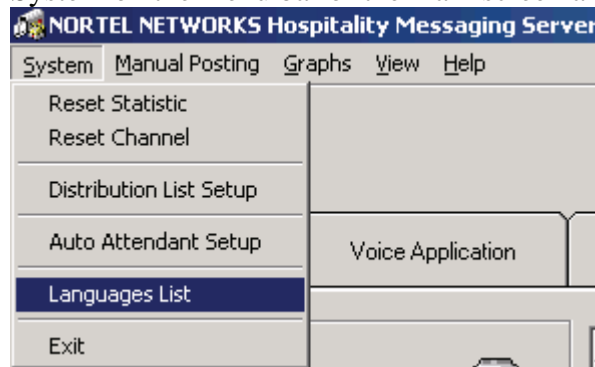 NORTEL NETWORKS Hospitality Messaging Server
System Manual Posting Graphs View Help
Reset Statistic
Reset Channel
Distribution List Setup
Auto Attendant Setup
Voice Application
Languages List
Exit